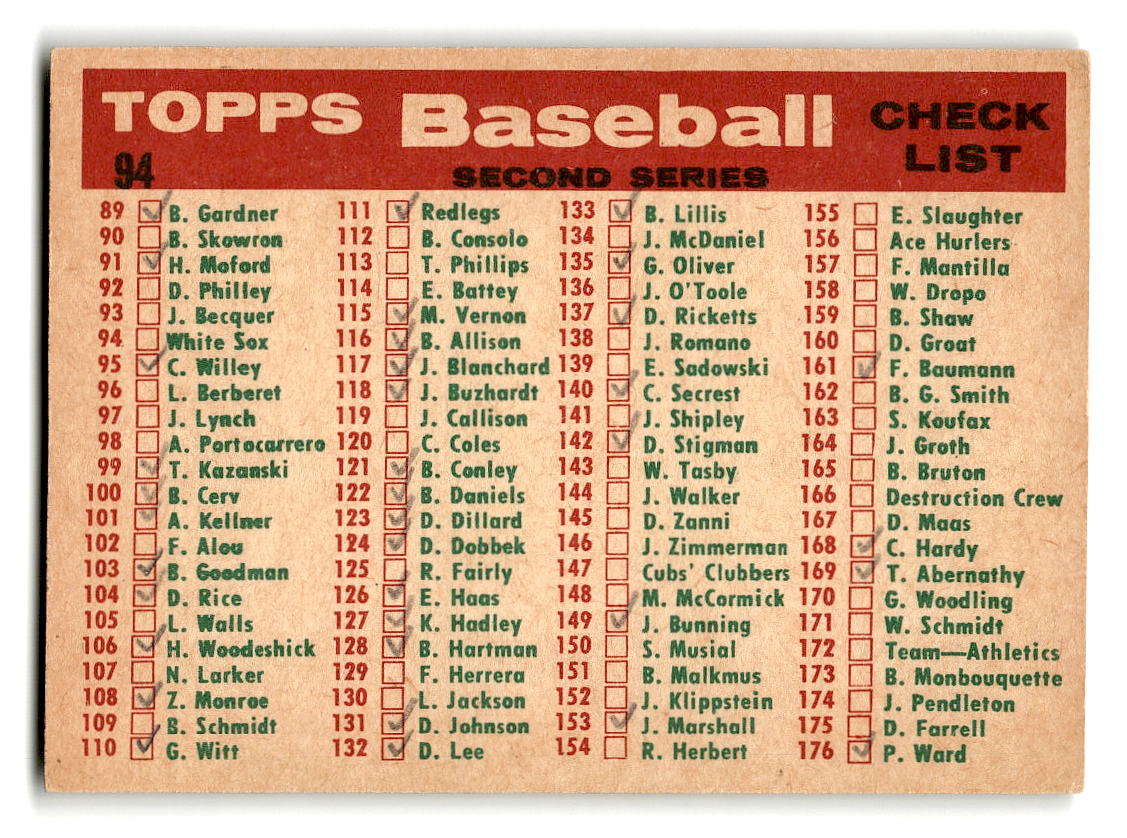 TOPPS Baseball CHECK LIST
94 SECOND SERIES
89 B. Gardner
90 B. Skowron
91 H. Moford
92 D. Philley
93 J. Becquer
94 White Sox
95 C. Willey
96 L. Berberet
97 J. Lynch
98 A. Portocarrero
99 T. Kazanski
100 B. Cerv
101 A. Kellner
102 F. Alou
103 B. Goodman
104 D. Rice
105 L. Walls
106 H. Woodeshick
107 N. Larker
108 Z. Monroe
109 B. Schmidt
110 G. Witt
111 Redlegs
112 B. Consolo
113 T. Phillips
114 E. Battey
115 M. Vernon
116 B. Allison
117 J. Blanchard
118 J. Buzhardt
119 J. Callison
120 C. Coles
121 B. Conley
122 B. Daniels
123 D. Dillard
124 D. Dobbek
125 R. Fairly
126 E. Haas
127 K. Hadley
128 B. Hartman
129 F. Herrera
130 L. Jackson
131 D. Johnson
132 D. Lee
133 B. Lillis
134 J. McDaniel
135 G. Oliver
136 J. O'Toole
137 D. Ricketts
138 J. Romano
139 E. Sadowski
140 C. Secrest
141 J. Shipley
142 D. Stigman
143 W. Tasby
144 J. Walker
145 D. Zanni
146 J. Zimmerman
147 Cubs' Clubbers
148 M. McCormick
149 J. Bunning
150 S. Musial
151 B. Malkmus
152 J. Klippstein
153 J. Marshall
154 R. Herbert
155 E. Slaughter
156 Ace Hurlers
157 F. Mantilla
158 W. Dropo
159 B. Shaw
160 D. Groat
161 F. Baumann
162 B. G. Smith
163 S. Koufax
164 J. Groth
165 B. Bruton
166 Destruction Crew
167 D. Maas
168 C. Hardy
169 T. Abernathy
170 G. Woodling
171 W. Schmidt
172 Team—Athletics
173 B. Monbouquette
174 J. Pendleton
175 D. Farrell
176 P. Ward